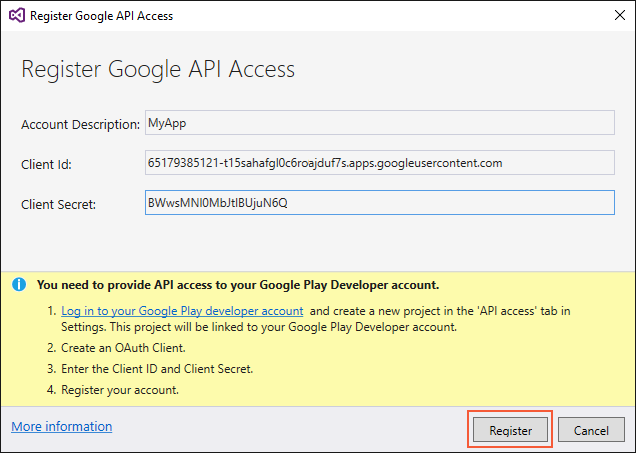 Register Google API Access
Register Google API Access
Account Description: MyApp
Client Id: 65179385121-t15sahafgl0c6roajduf7s.apps.googleusercontent.com
Client Secret: BWwsMNI0MbJtIBUjuN6Q
You need to provide API access to your Google Play Developer account.
1. Log in to your Google Play developer account and create a new project in the 'API access' tab in
Settings. This project will be linked to your Google Play Developer account.
2. Create an OAuth Client.
3. Enter the Client ID and Client Secret.
4. Register your account.
More information Register Cancel